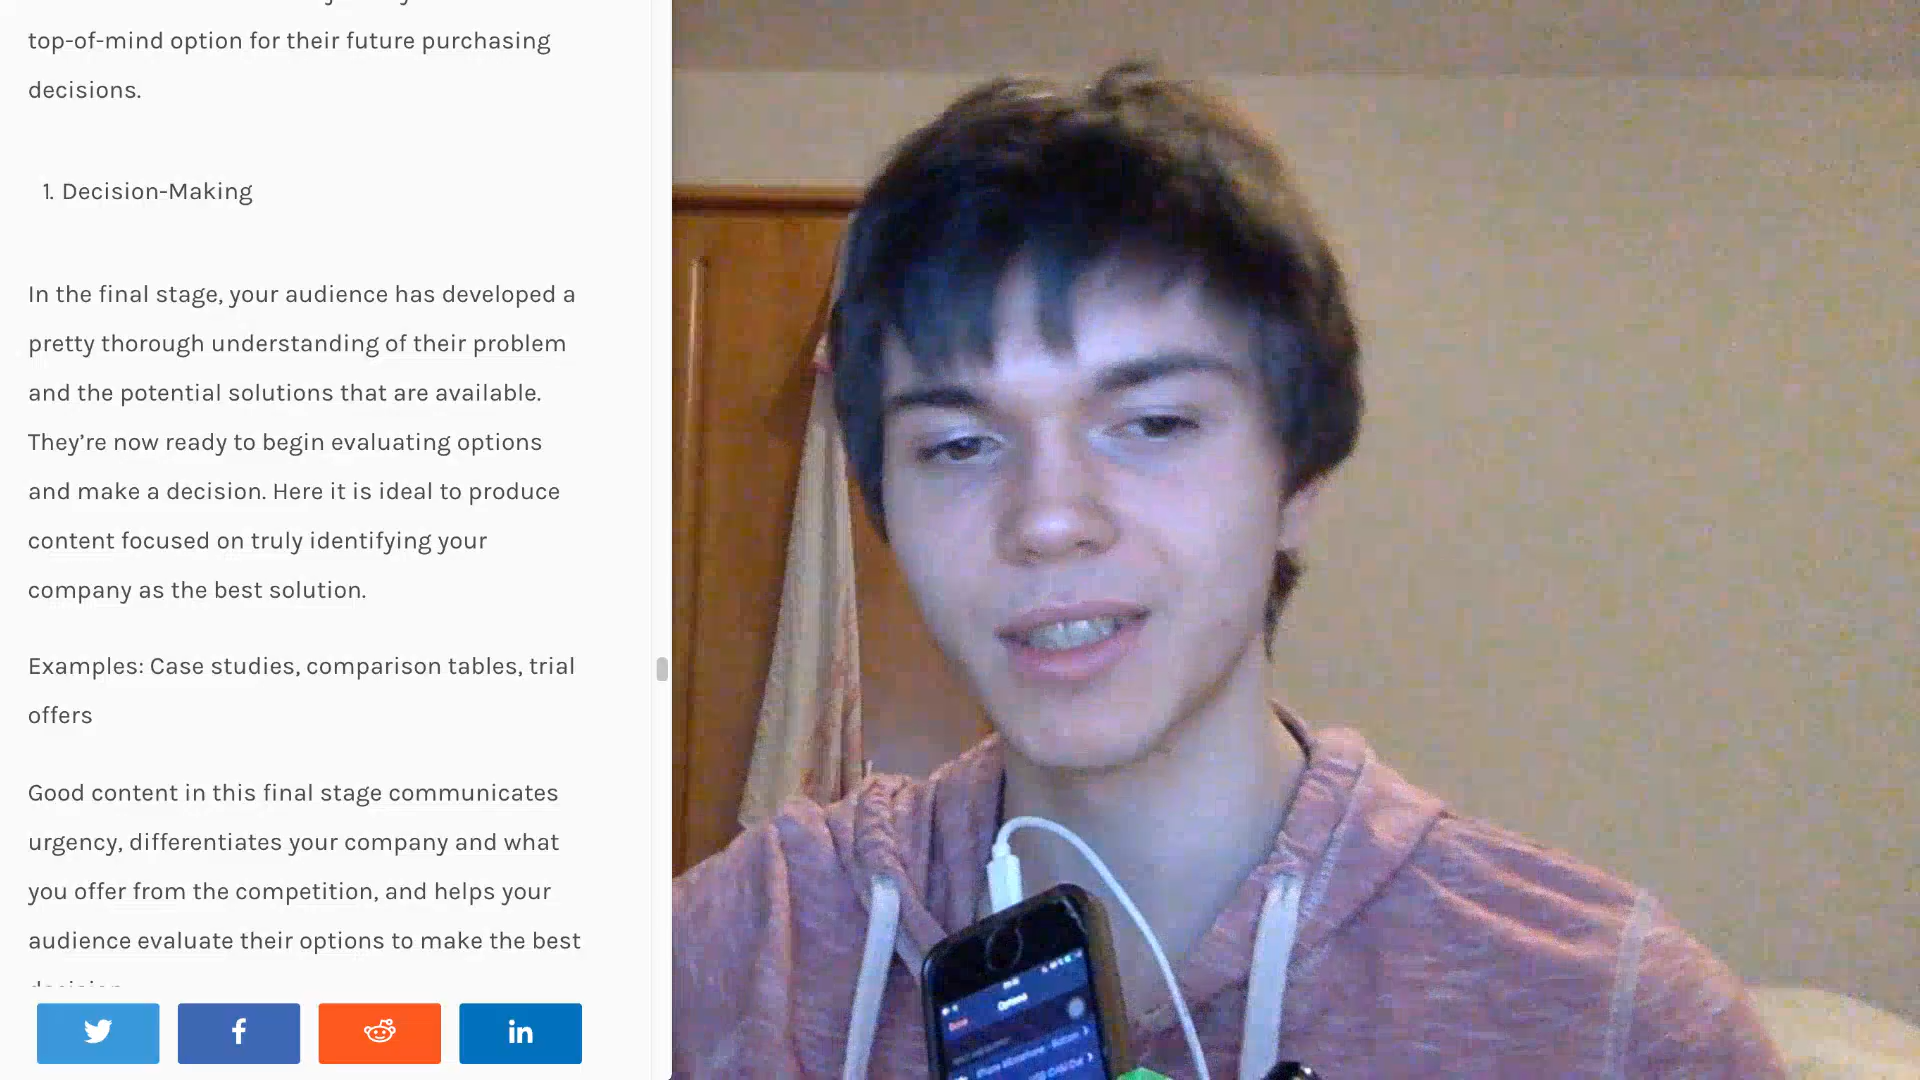 top-of-mind option for their future purchasing
decisions.
1. Decision-Making
In the final stage, your audience has developed a
pretty thorough understanding of their problem
and the potential solutions that are available.
They’re now ready to begin evaluating options
and make a decision. Here it is ideal to produce
content focused on truly identifying your
company as the best solution.
Examples: Case studies, comparison tables, trial
offers
Good content in this final stage communicates
urgency, differentiates your company and what
you offer from the competition, and helps your
audience evaluate their options to make the best
f
in
Options